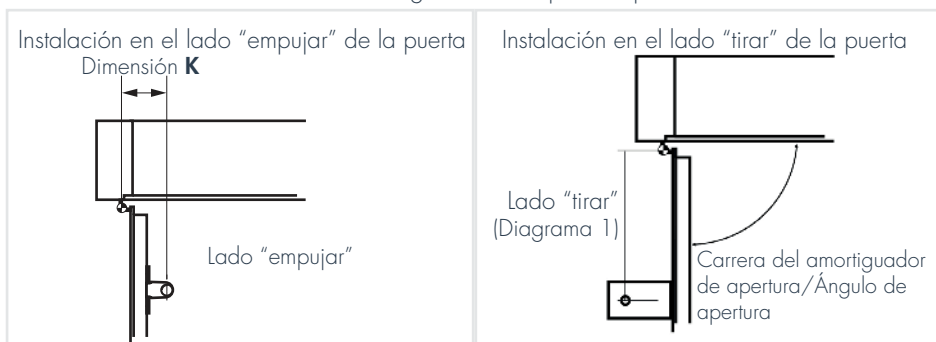 Instalación en el lado “empujar” de la puerta
Dimensión K
Lado “empujar”
Instalación en el lado “tirar” de la puerta
Lado “tirar”
(Diagrama 1)
Carrera del amortiguador
de apertura/Ángulo de
apertura